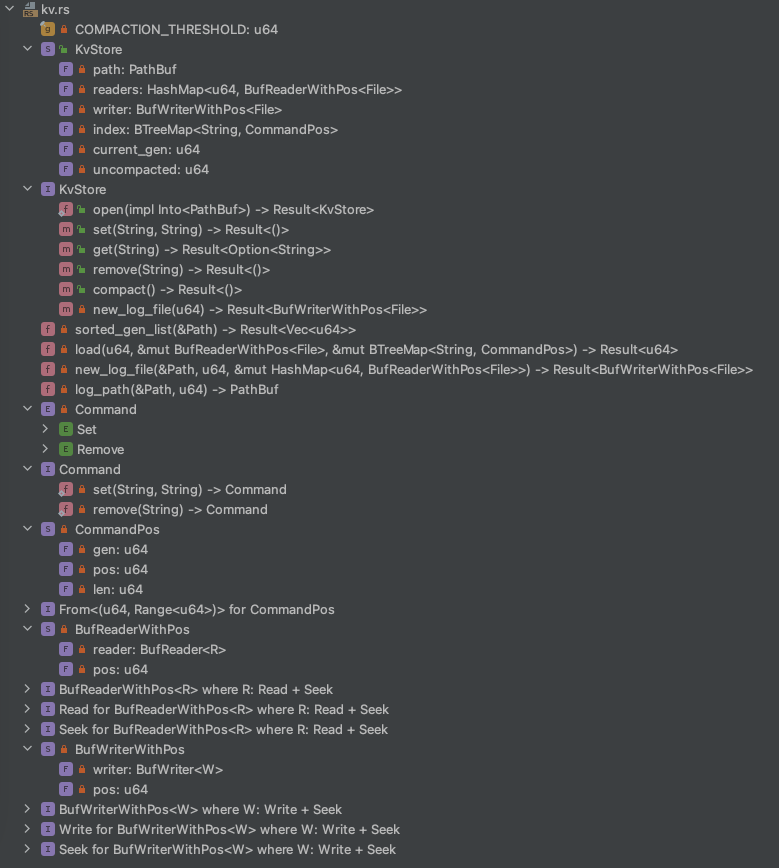 kv.rs
COMPACTION_THRESHOLD: u64
KvStore
path: PathBuf
readers: HashMap<u64, BufReaderWithPos<File>>
writer: BufWriterWithPos<File>
index: BTreeMap<String, CommandPos>
current_gen: u64
uncompacted: u64
KvStore
open(impl Into<PathBuf>) -> Result<KvStore>
set(String, String) -> Result<()>
get(String) -> Result<Option<String>>
remove(String) -> Result<()>
compact() -> Result<()>
new_log_file(u64) -> Result<BufWriterWithPos<File>>
sorted_gen_list(&Path) -> Result<Vec<u64>>
load(u64, &mut BufReaderWithPos<File>, &mut BTreeMap<String, CommandPos>) -> Result<u64>
new_log_file(&Path, u64, &mut HashMap<u64, BufReaderWithPos<File>>) -> Result<BufWriterWithPos<File>>
log_path(&Path, u64) -> PathBuf
Command
Set
Remove
Command
set(String, String) -> Command
remove(String) -> Command
CommandPos
gen: u64
pos: u64
len: u64
From<(u64, Range<u64>)> for CommandPos
BufReaderWithPos
reader: BufReader<R>
pos: u64
BufReaderWithPos<R> where R: Read + Seek
Read for BufReaderWithPos<R> where R: Read + Seek
Seek for BufReaderWithPos<R> where R: Read + Seek
BufWriterWithPos
writer: BufWriter<W>
pos: u64
BufWriterWithPos<W> where W: Write + Seek
Write for BufWriterWithPos<W> where W: Write + Seek
Seek for BufWriterWithPos<W> where W: Write + Seek